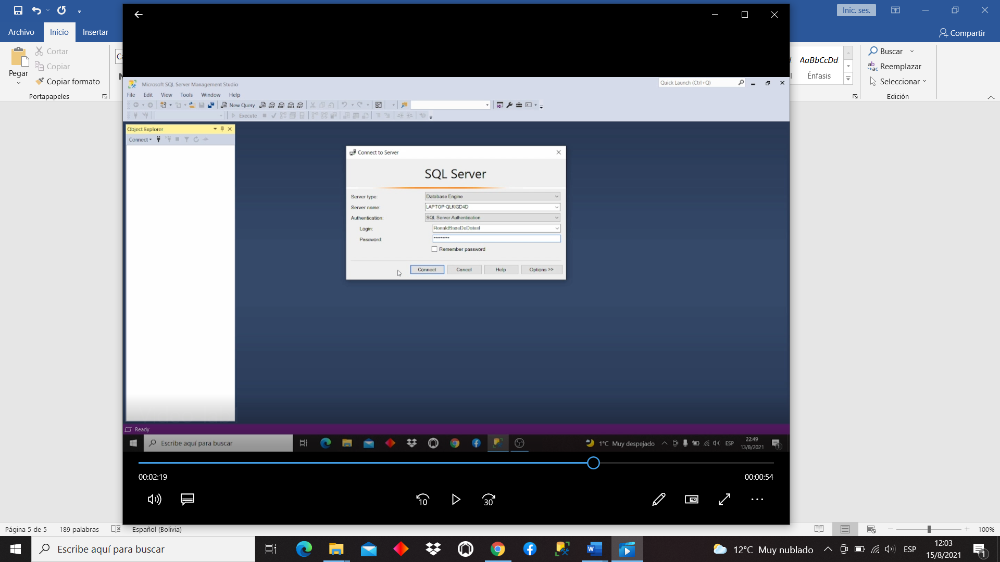 Inic. ses.
Archivo
Inicio
Insertar
Compartir
Pegar
Cortar
Copiar
Copiar formato
Portapapeles
AaBbCcDd
Énfasis
Buscar
Reemplazar
Seleccionar
Edición
Microsoft SQL Server Management Studio
Quick Launch (Ctrl+Q)
File Edit View Tools Window Help
New Query
Execute
Object Explorer
Connect
Connect to Server
SQL Server
Server type: Database Engine
Server name: LAPTOP-QLKIGD4D
Authentication: SQL Server Authentication
Login: RonaldBaseDeDatosI
Password: *********
Remember password
Connect Cancel Help Options >>
Ready
Escribe aquí para buscar
1°C Muy despejado
ESP
22:49
13/8/2021
1
00:02:19
00:00:54
10
30
Página 5 de 5
189 palabras
Español (Bolivia)
100%
Escribe aquí para buscar
12°C Muy nublado
ESP
12:03
15/8/2021
1